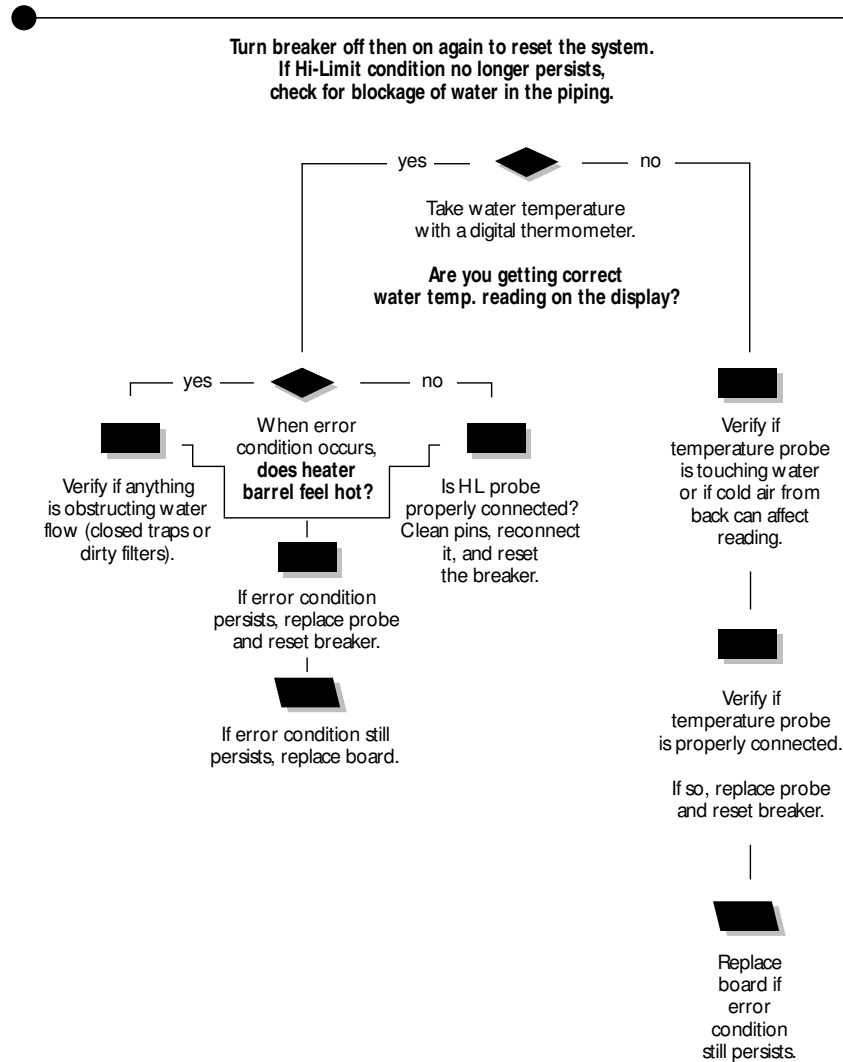 Turn breaker off then on again to reset the system.
If Hi-Limit condition no longer persists,
check for blockage of water in the piping.
yes
no
Take water temperature
with a digital thermometer.
Are you getting correct
water temp. reading on the display?
yes
no
When error
condition occurs,
does heater
barrel feel hot?
Verify if anything
is obstructing water
flow (closed traps or
dirty filters).
Is HL probe
properly connected?
Clean pins, reconnect
it, and reset
the breaker.
If error condition
persists, replace probe
and reset breaker.
If error condition still
persists, replace board.
Verify if
temperature probe
is touching water
or if cold air from
back can affect
reading.
Verify if
temperature probe
is properly connected.
If so, replace probe
and reset breaker.
Replace
board if
error
condition
still persists.